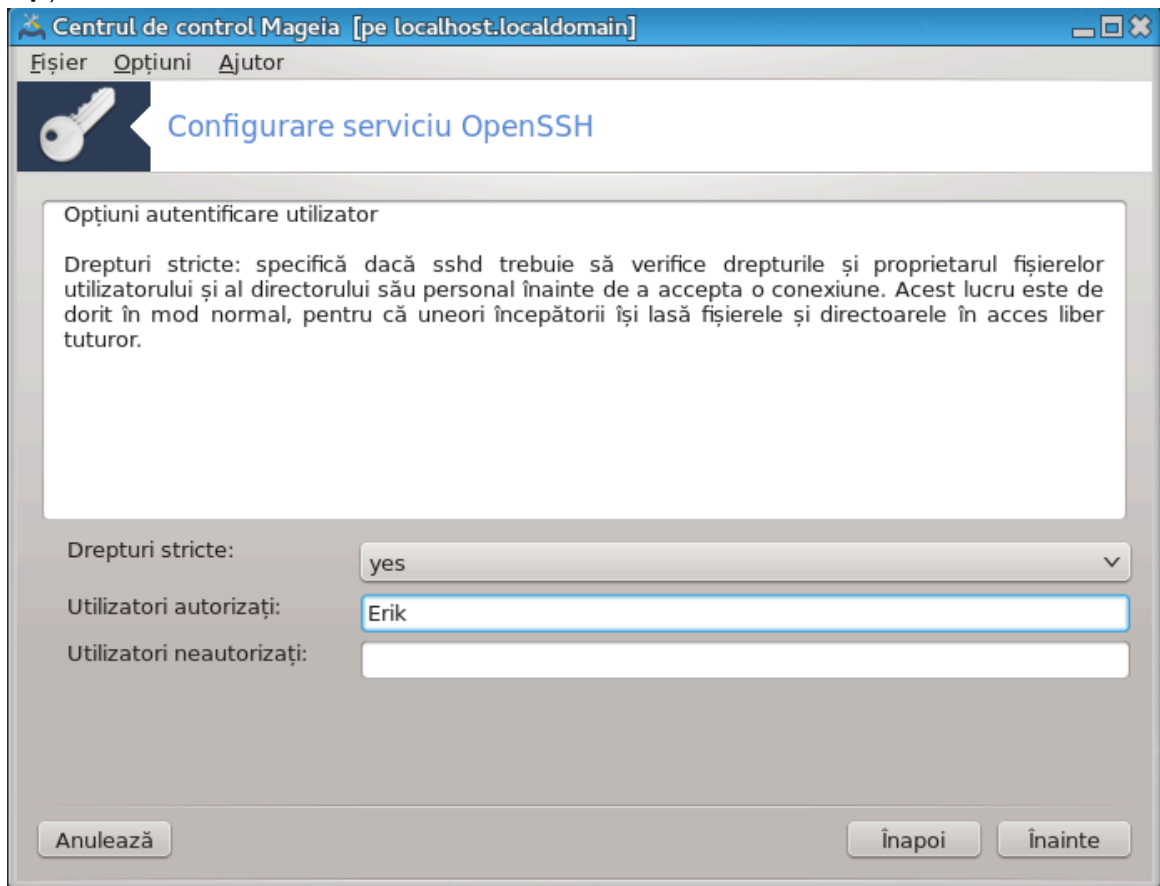 Centrul de control Mageia [pe localhost.localdomain]
Fișier Opțiuni Ajutor
Configurare serviciu OpenSSH
Opțiuni autentificare utilizator
Drepturi stricte: specifică dacă sshd trebuie să verifice drepturile și proprietarul fișierelor
utilizatorului și al directorului său personal înainte de a accepta o conexiune. Acest lucru este de
dorit în mod normal, pentru că uneori începătorii își lasă fișierele și directoarele în acces liber
tuturor.
Drepturi stricte:
yes
Utilizatori autorizați:
Erik
Utilizatori neautorizați:
Anulează
Înapoi
Înainte